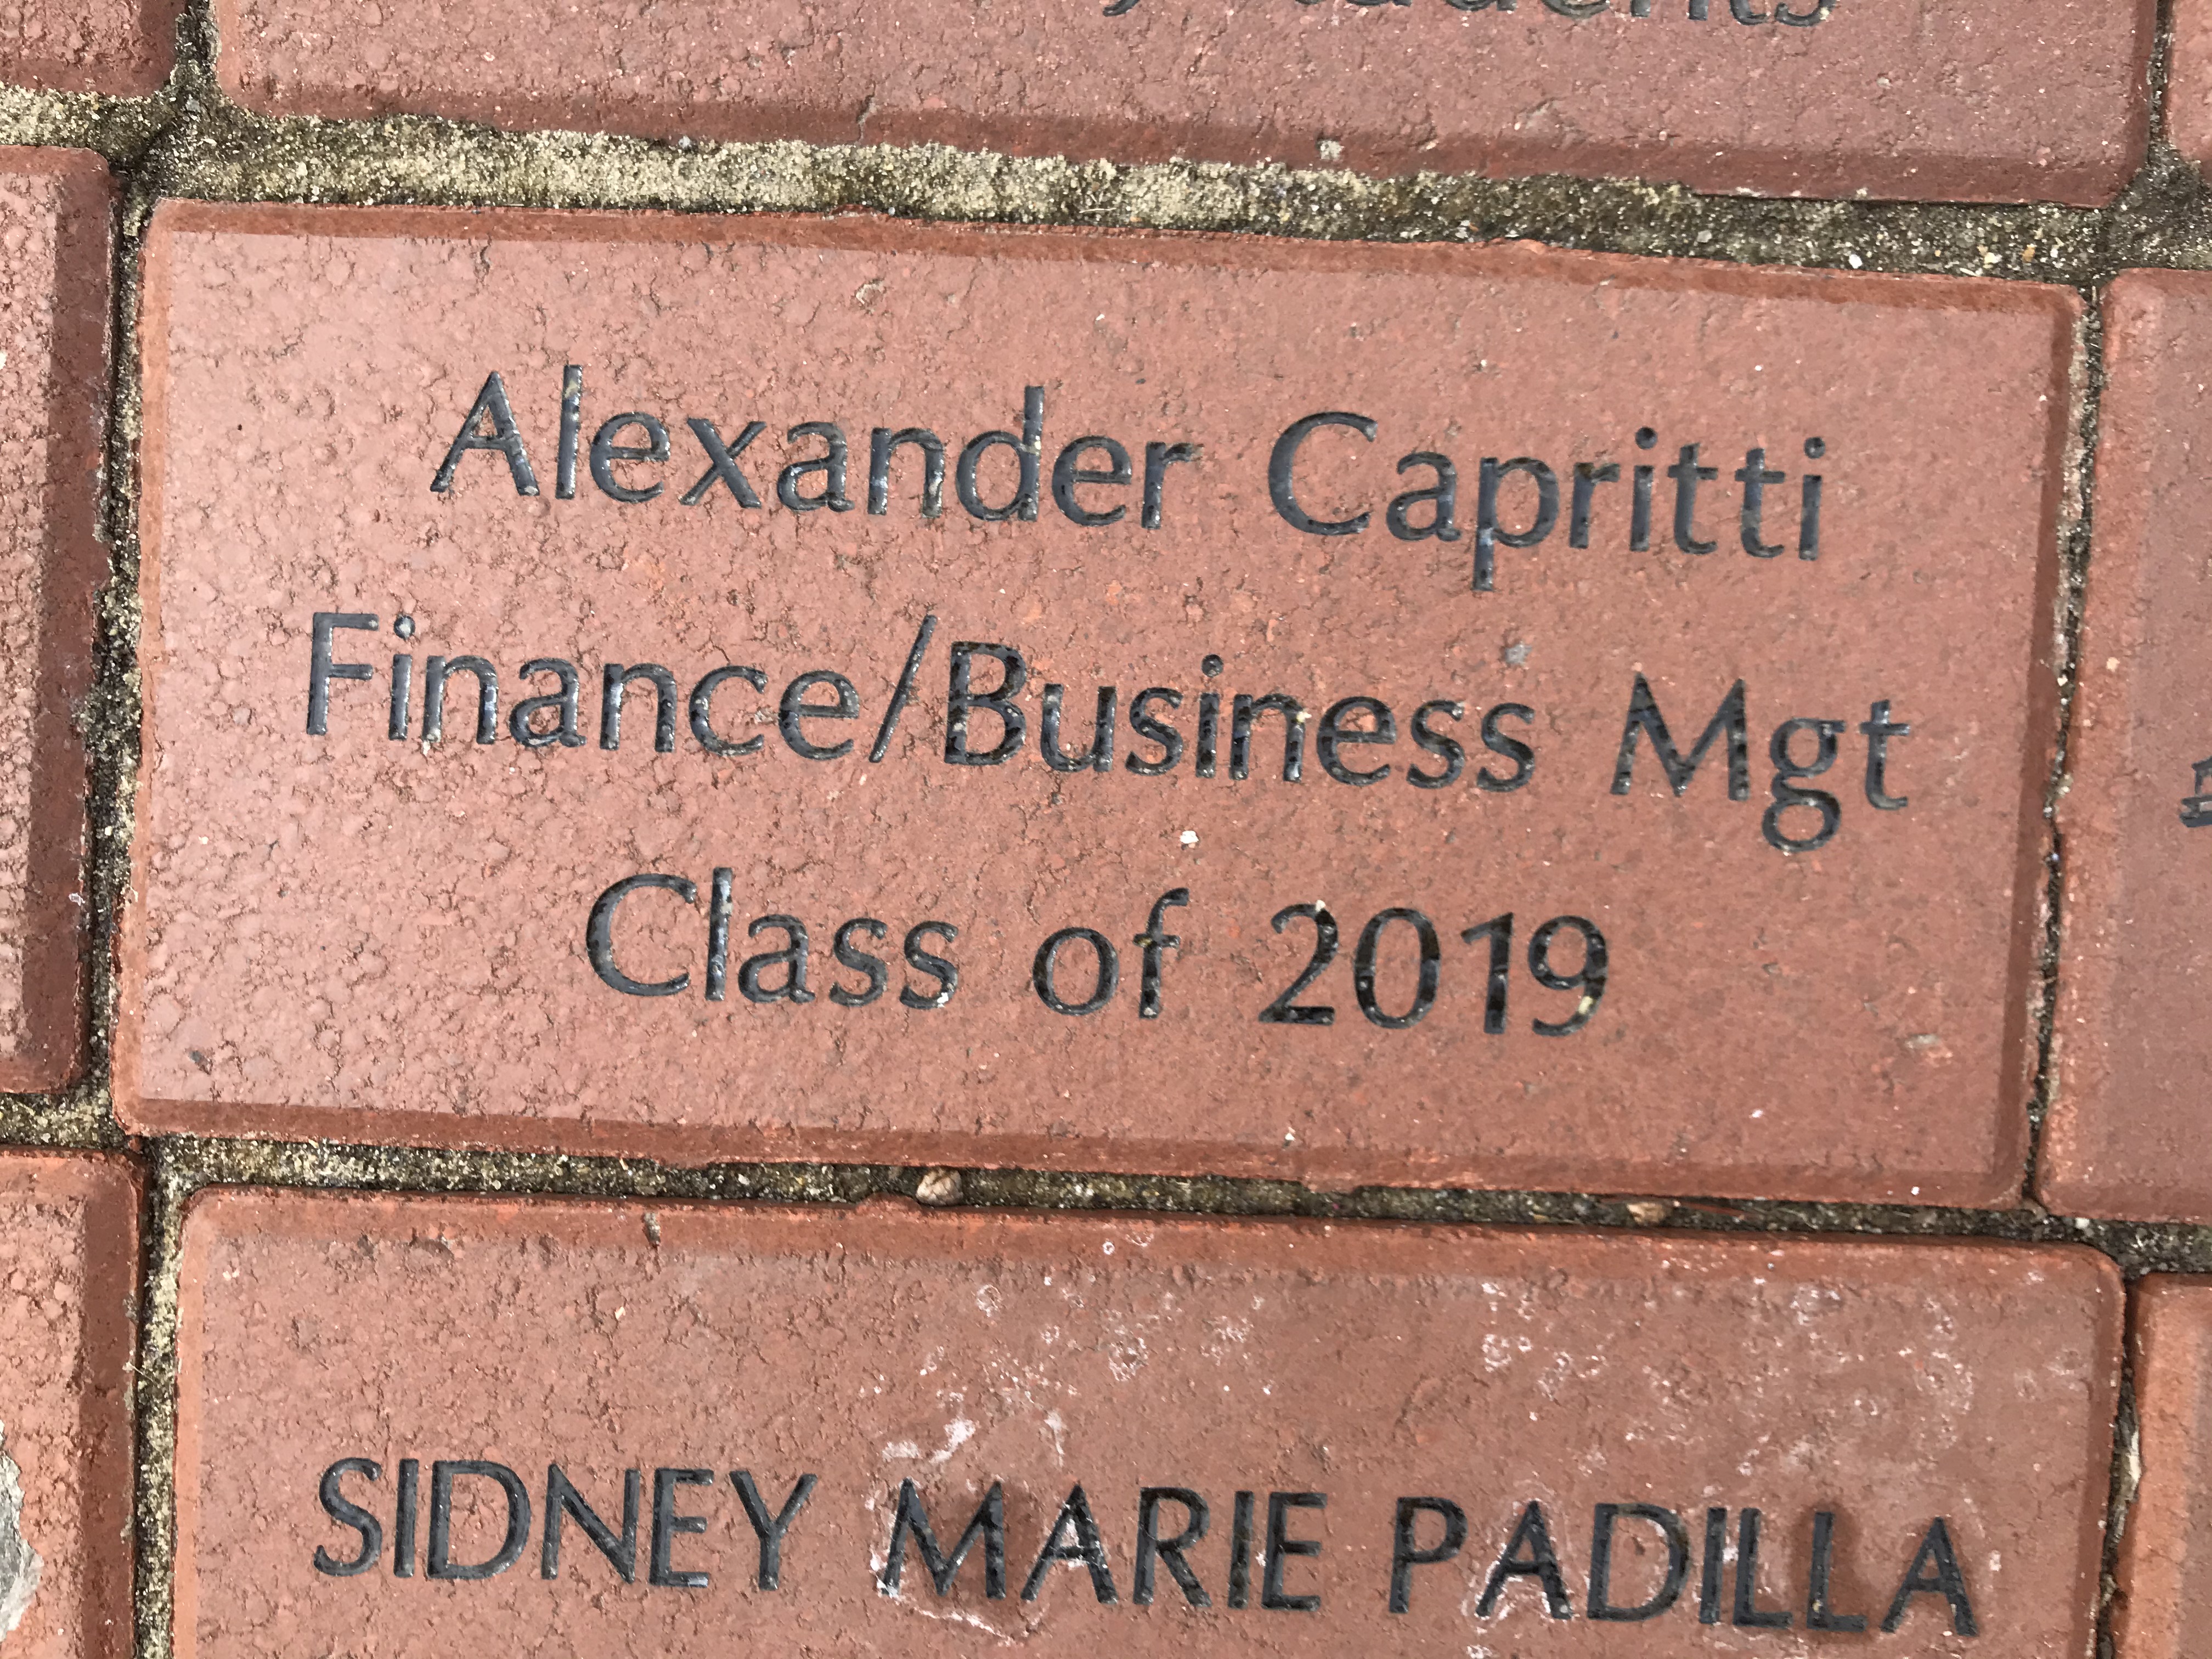 Alexander Capritti
Finance/Business Mgt
Class of 2019
SIDNEY MARIE PADILLA